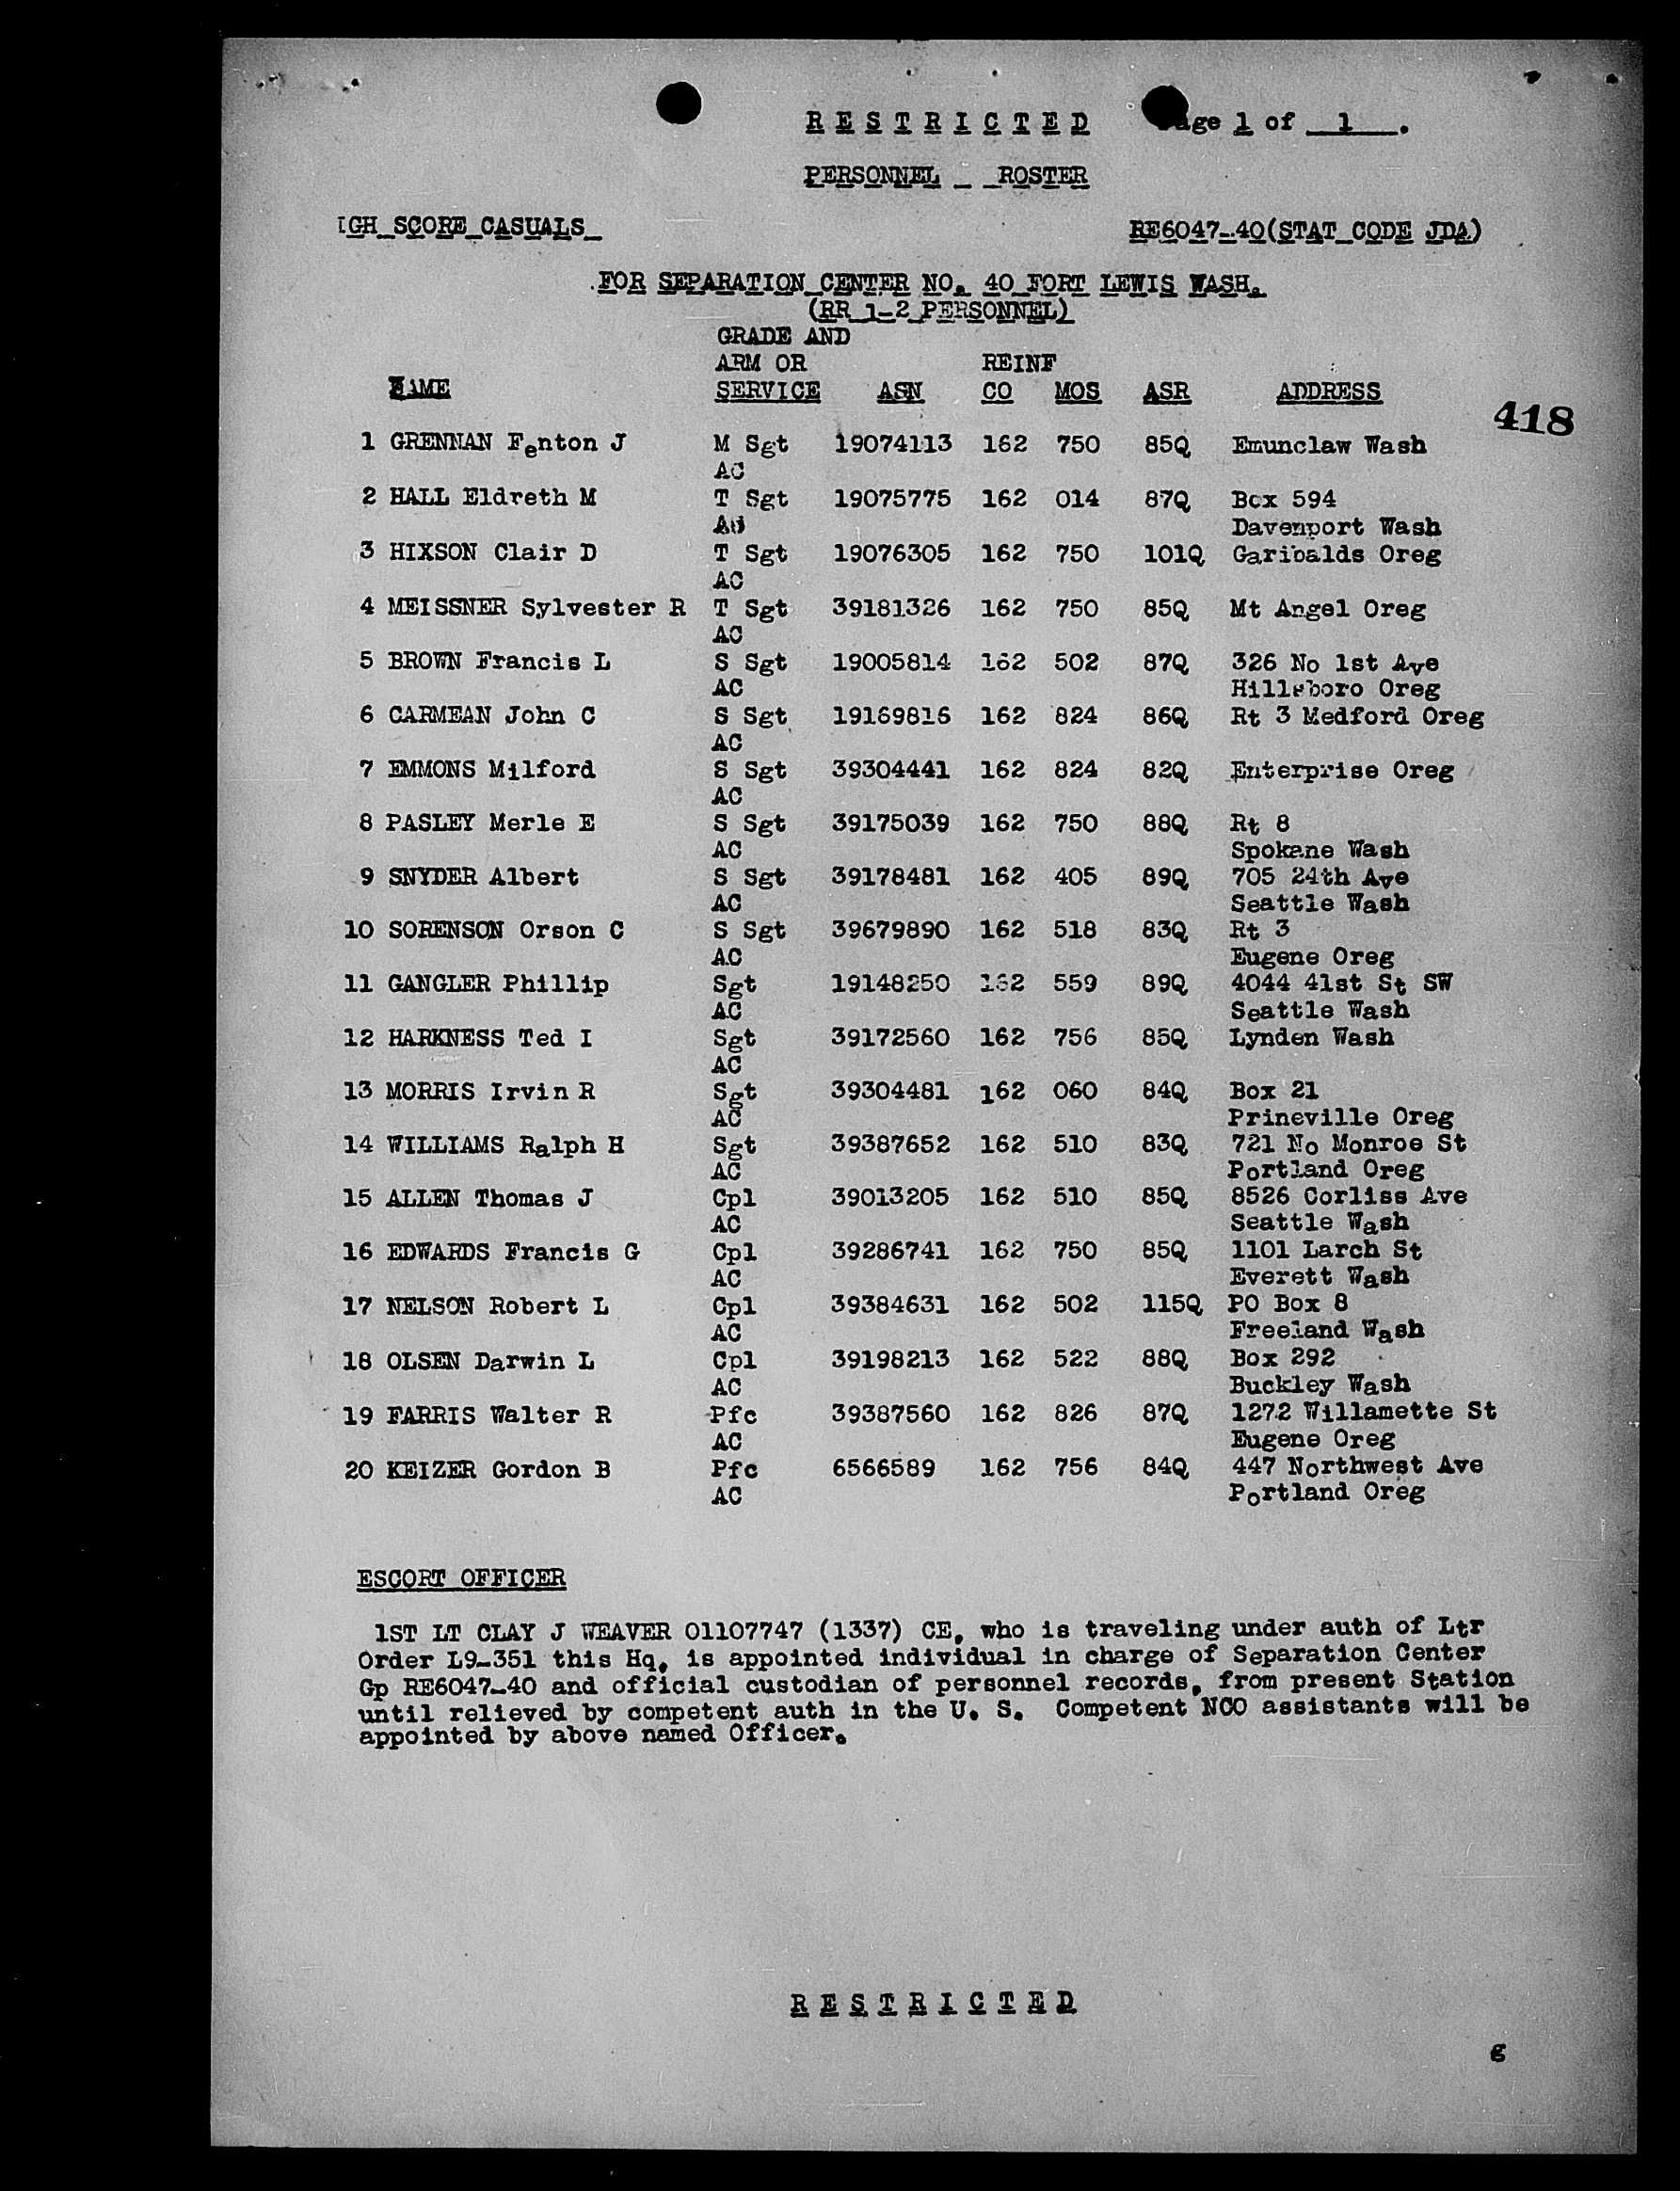 RESTRICTED age 1 of 1.
PERSONNEL - ROSTER
IGH SCORE CASUALS RE6047-40(STAT CODE JDA)
FOR SEPARATION CENTER NO. 40 FORT LEWIS WASH.
(RR 1-2 PERSONNEL)
GRADE AND
ARM OR REINF
NAME SERVICE ASN CO MOS ASR ADDRESS
418
1 GRENNAN Fenton J M Sgt 19074113 162 750 85Q Emunclaw Wash
AC
2 HALL Eldreth M T Sgt 19075775 162 014 87Q Box 594
AC Davenport Wash
3 HIXSON Clair D T Sgt 19076305 162 750 101Q Garibalds Oreg
AC
4 MEISSNER Sylvester R T Sgt 39181326 162 750 85Q Mt Angel Oreg
AC
5 BROWN Francis L S Sgt 19005814 162 502 87Q 326 No 1st Ave
AC Hillsboro Oreg
6 CARMEAN John C S Sgt 19169816 162 824 86Q Rt 3 Medford Oreg
AC
7 EMMONS Milford S Sgt 39304441 162 824 82Q Enterprise Oreg
AC
8 PASLEY Merle E S Sgt 39175039 162 750 88Q Rt 8
AC Spokane Wash
9 SNYDER Albert S Sgt 39178481 162 405 89Q 705 24th Ave
AC Seattle Wash
10 SORENSON Orson C S Sgt 39679890 162 518 83Q Rt 3
AC Eugene Oreg
11 GANGLER Phillip Sgt 19148250 162 559 89Q 4044 41st St SW
AC Seattle Wash
12 HARKNESS Ted I Sgt 39172560 162 756 85Q Lynden Wash
AC
13 MORRIS Irvin R Sgt 39304481 162 060 84Q Box 21
AC Prineville Oreg
14 WILLIAMS Ralph H Sgt 39387652 162 510 83Q 721 No Monroe St
AC Portland Oreg
15 ALLEN Thomas J Cpl 39013205 162 510 85Q 8526 Corliss Ave
AC Seattle Wash
16 EDWARDS Francis G Cpl 39286741 162 750 85Q 1101 Larch St
AC Everett Wash
17 NELSON Robert L Cpl 39384631 162 502 115Q PO Box 8
AC Freeland Wash
18 OLSEN Darwin L Cpl 39198213 162 522 88Q Box 292
AC Buckley Wash
19 FARRIS Walter R Pfc 39387560 162 826 87Q 1272 Willamette St
AC Eugene Oreg
20 KEIZER Gordon B Pfc 6566589 162 756 84Q 447 Northwest Ave
AC Portland Oreg
ESCORT OFFICER
1ST LT CLAY J WEAVER 01107747 (1337) CE, who is traveling under auth of Ltr
Order L9-351 this Hq, is appointed individual in charge of Separation Center
Gp RE6047-40 and official custodian of personnel records, from present Station
until relieved by competent auth in the U. S. Competent NCO assistants will be
appointed by above named Officer.
RESTRICTED
g